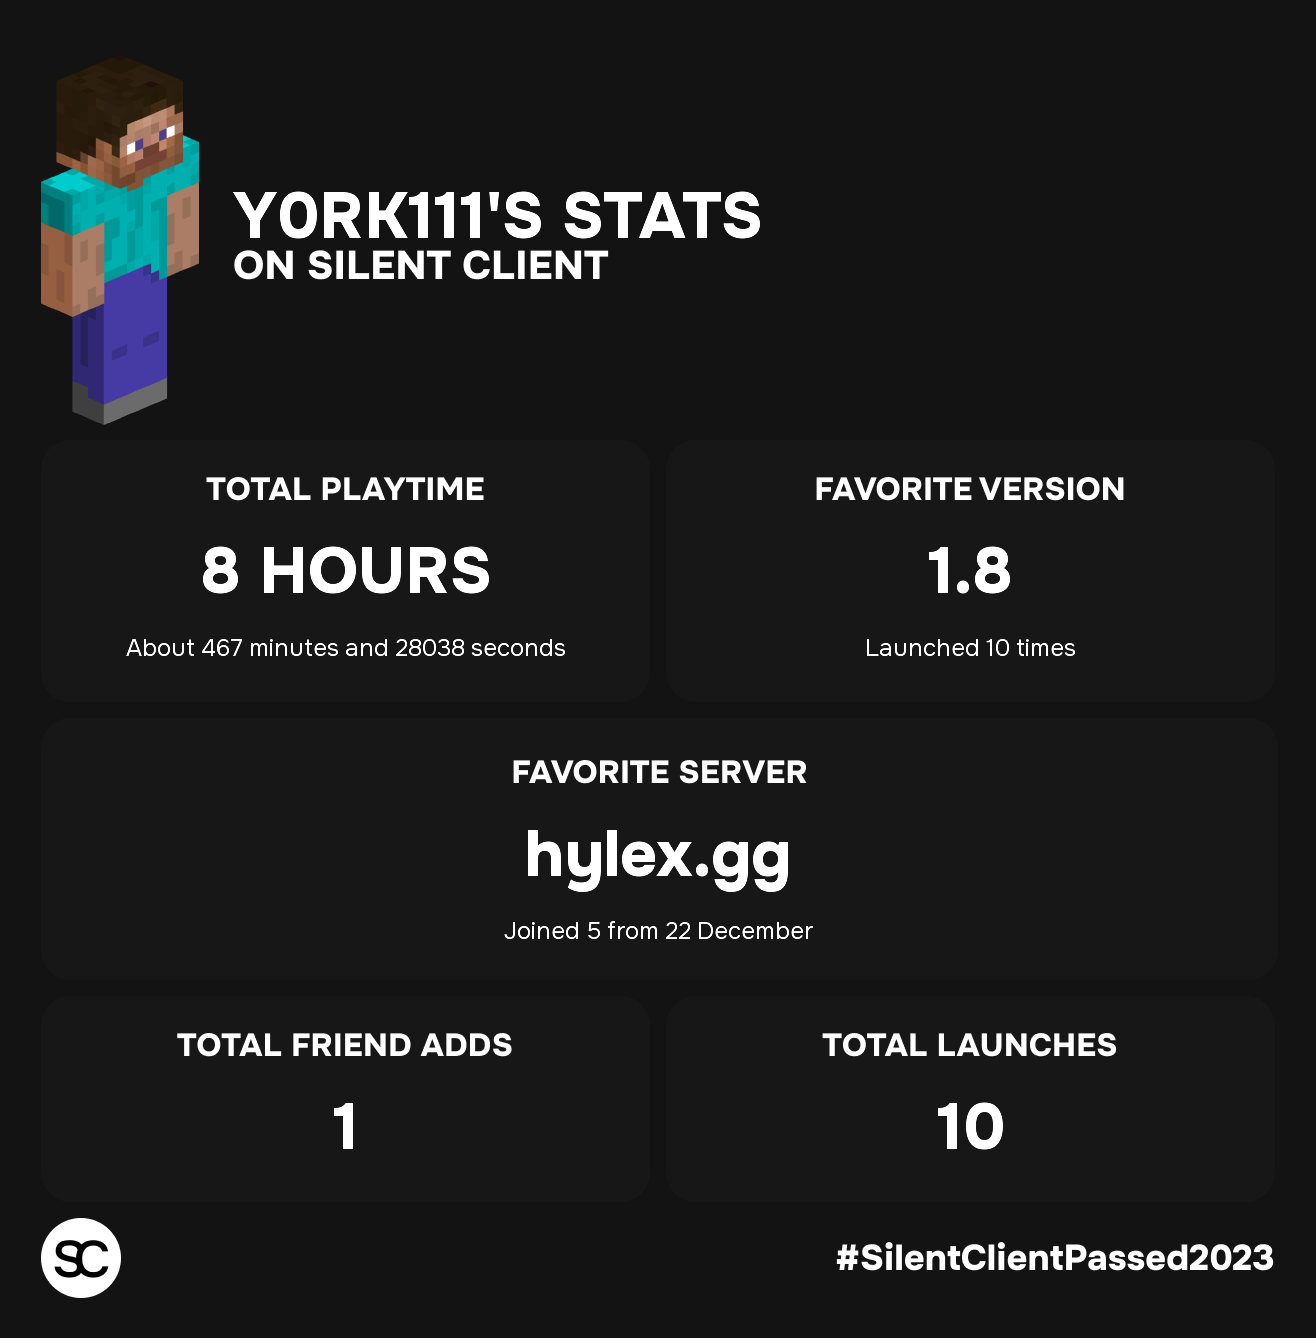 Y0RK111'S STATS
ON SILENT CLIENT
TOTAL PLAYTIME
8 HOURS
About 467 minutes and 28038 seconds
FAVORITE VERSION
1.8
Launched 10 times
FAVORITE SERVER
hylex.gg
Joined 5 from 22 December
TOTAL FRIEND ADDS
1
TOTAL LAUNCHES
10
SC
#SilentClientPassed2023